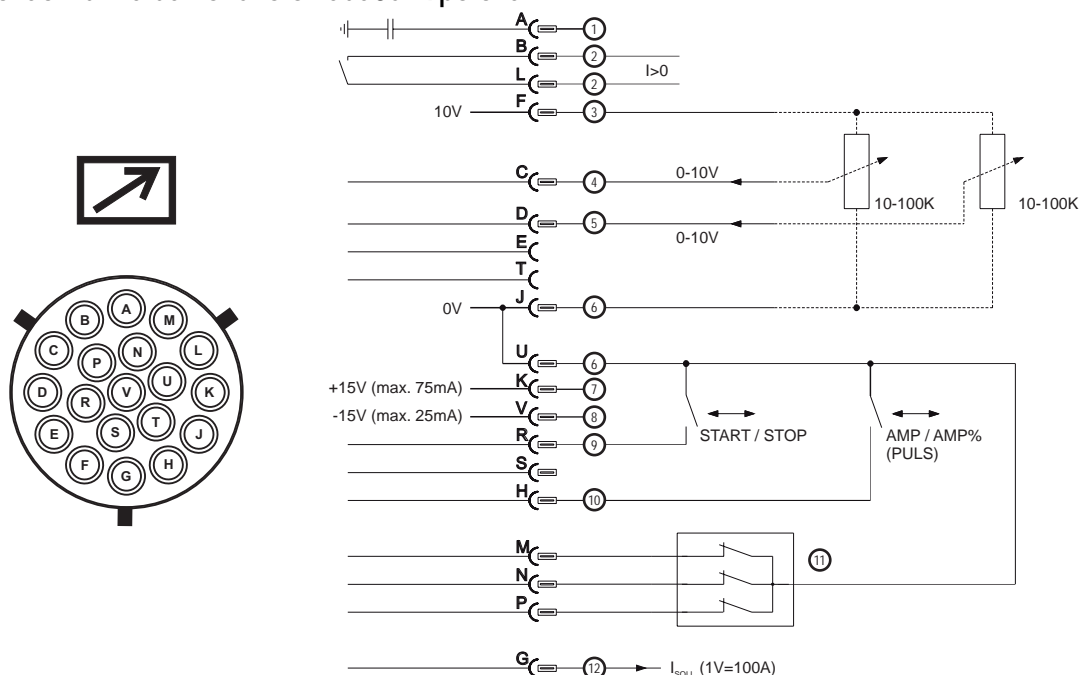 A 1
B 2
I>0
L 2
10V F 3
C 4 0-10V
10-100K 10-100K
D 5
0-10V
E
T
0V J 6
U 6
+15V (max. 75mA) K 7
-15V (max. 25mA) V 8
R 9 START / STOP AMP / AMP%
(PULS)
S
H 10
M
11
N
P
G 12 I_SOLL (1V=100A)
A
B M
C P N L
D R V U K
E S T J
F G H